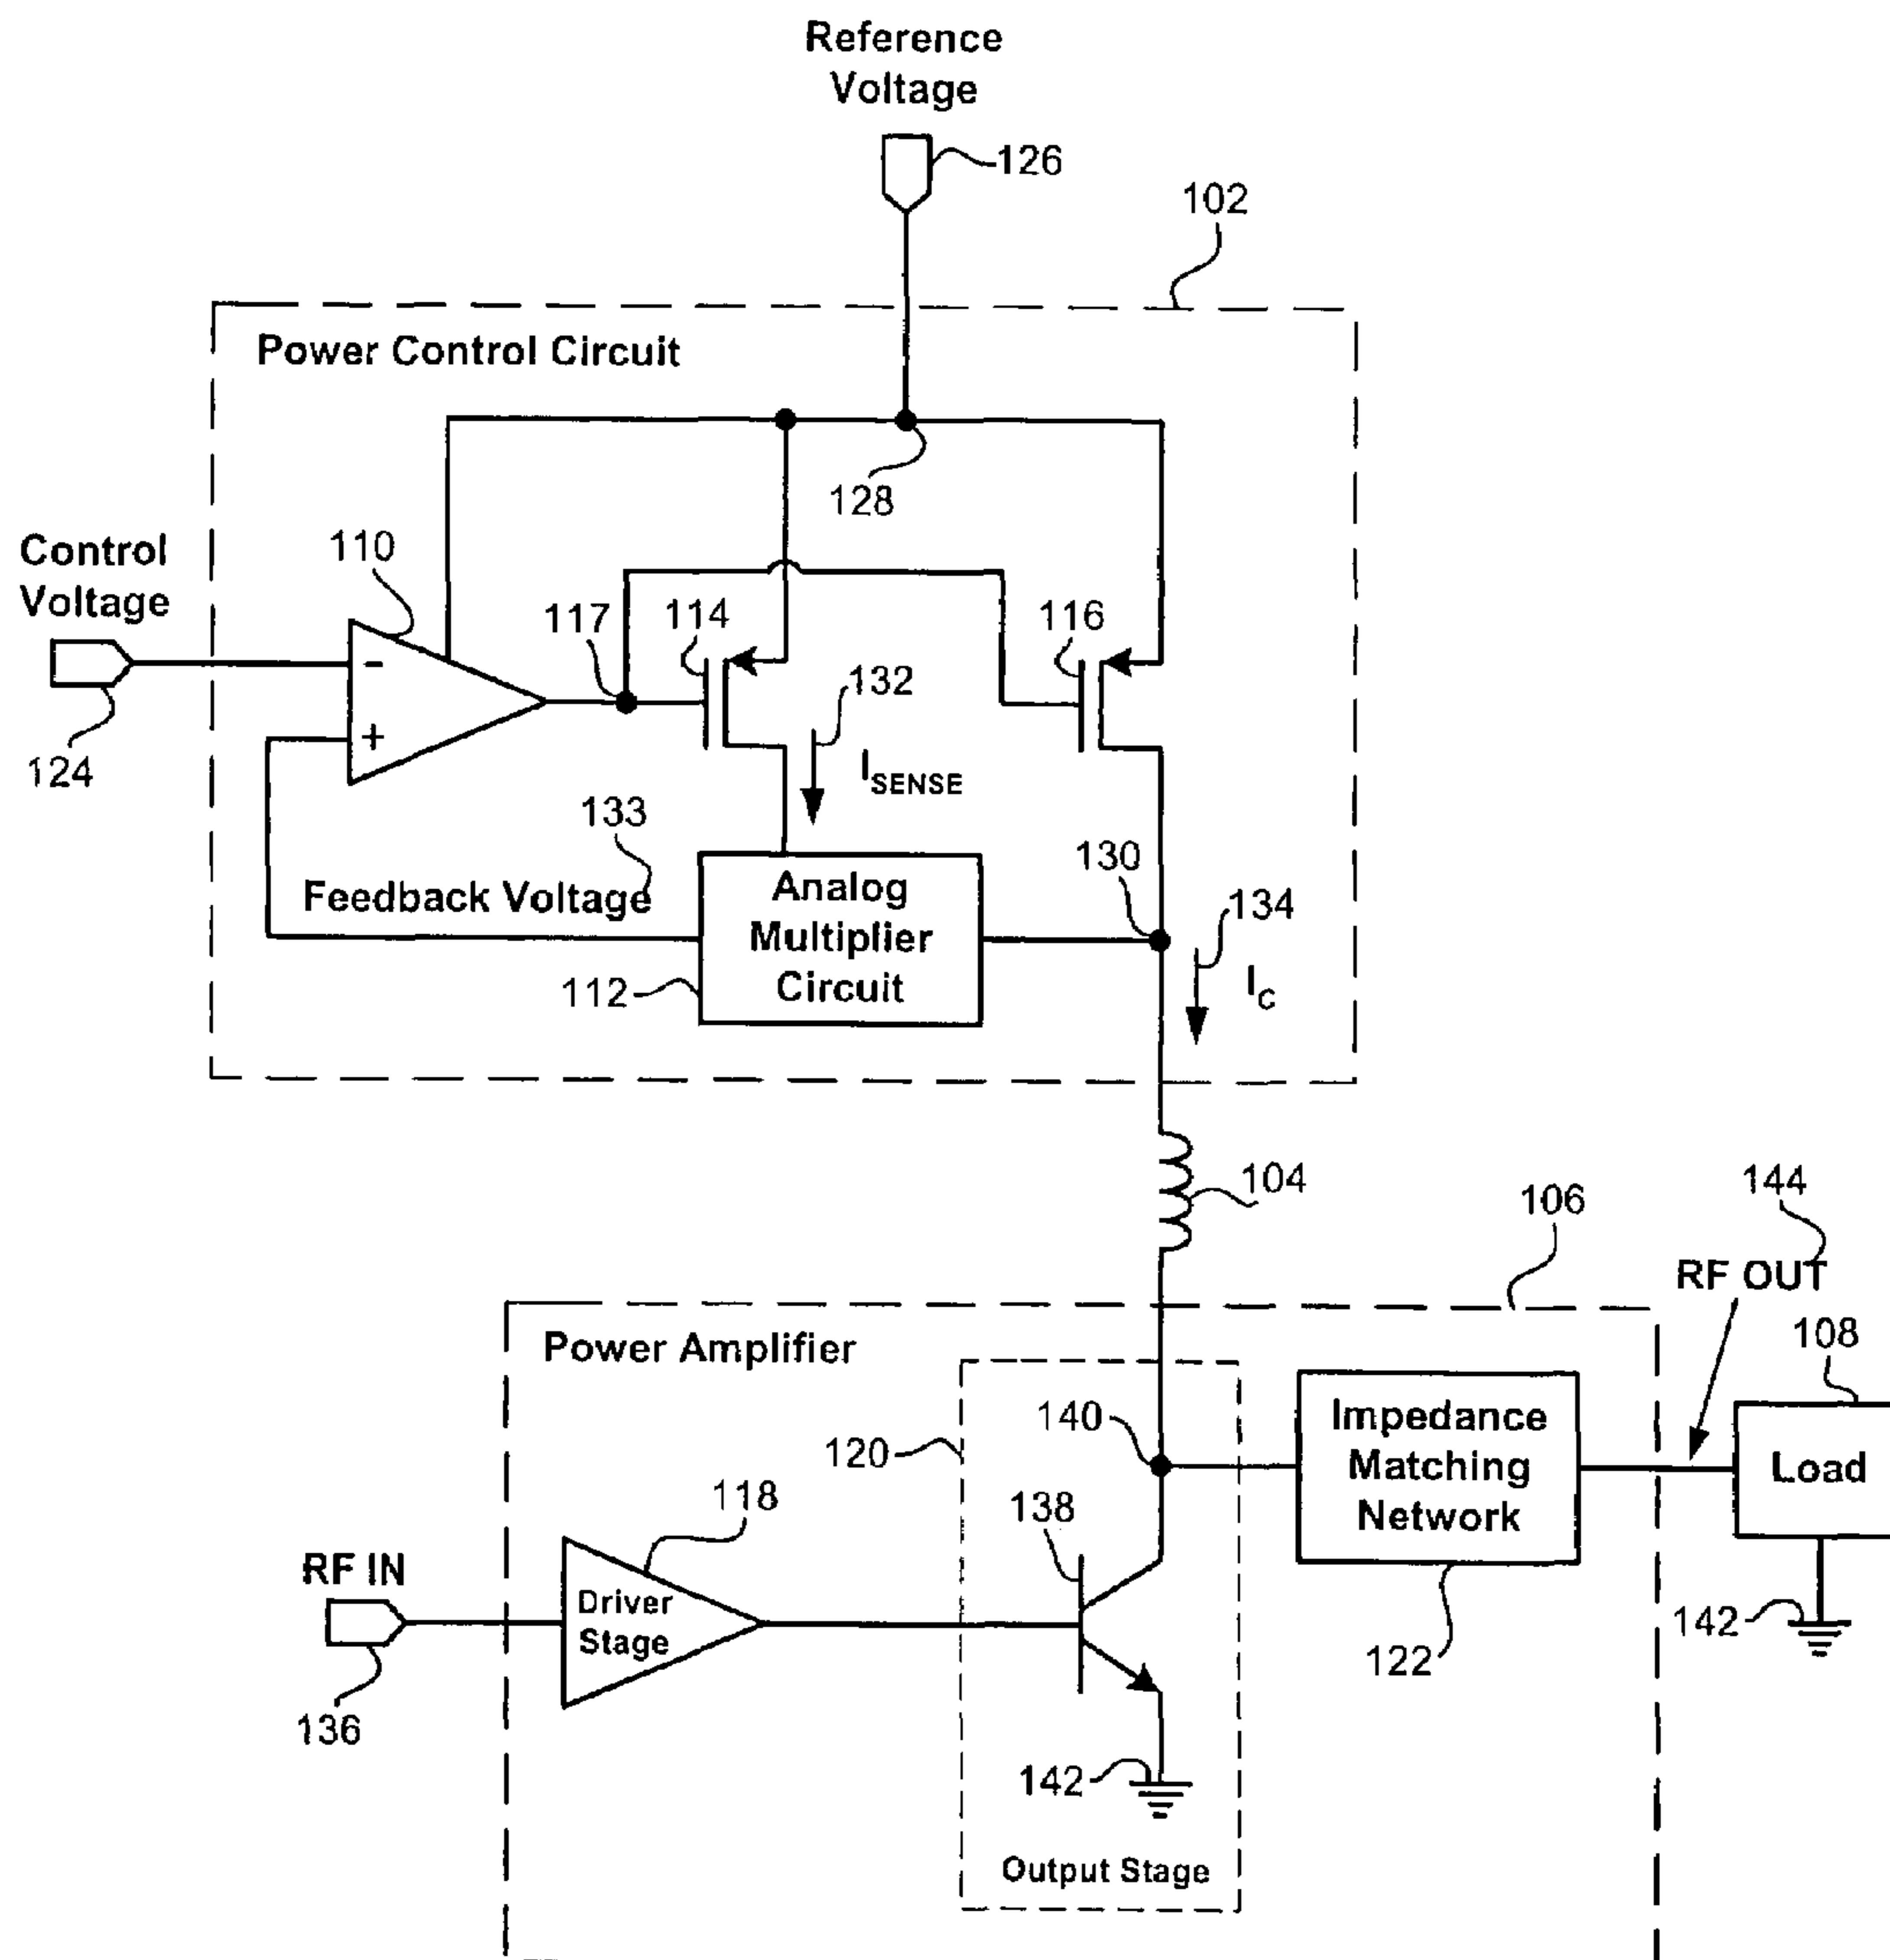 Reference
Voltage
126
102
Power Control Circuit
128
Control
Voltage
110
117
114
116
-
+
124
132
I_SENSE
133
Feedback Voltage
130
134
Analog
Multiplier
Circuit
112
I_C
104
106
144
RF OUT
Power Amplifier
108
140
120
Impedance
Matching
Network
Load
118
138
RF IN
Driver
Stage
136
122
142
142
Output Stage